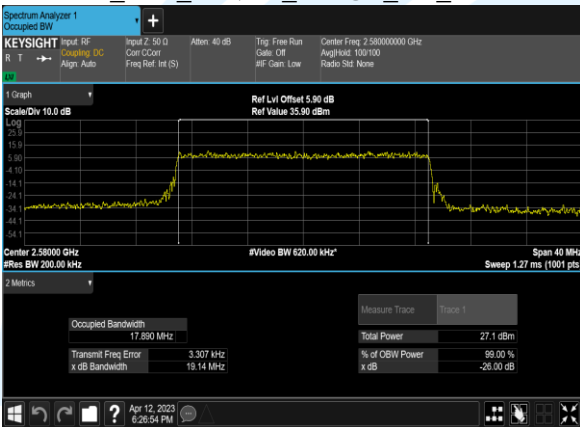 Spectrum Analyzer 1
Occupied BW
+
KEYSIGHT
R T
LV
Input: RF
Coupling: DC
Align: Auto
Input Z: 50 Ω
Corr CCorr
Freq Ref: Int (S)
Atten: 40 dB
Trig: Free Run
Gate: Off
#IF Gain: Low
Center Freq: 2.580000000 GHz
Avg|Hold: 100/100
Radio Std: None
1 Graph
Scale/Div 10.0 dB
Ref Lvl Offset 5.90 dB
Ref Value 35.90 dBm
Log
25.9
15.9
5.90
-4.10
-14.1
-24.1
-34.1
-44.1
-54.1
Center 2.58000 GHz
#Res BW 200.00 kHz
#Video BW 620.00 kHz*
Span 40 MHz
Sweep 1.27 ms (1001 pts
2 Metrics
Measure Trace Trace 1
Occupied Bandwidth
17.890 MHz
Total Power 27.1 dBm
Transmit Freq Error 3.307 kHz
% of OBW Power 99.00 %
x dB Bandwidth 19.14 MHz
x dB -26.00 dB
?
Apr 12, 2023
6:26:54 PM